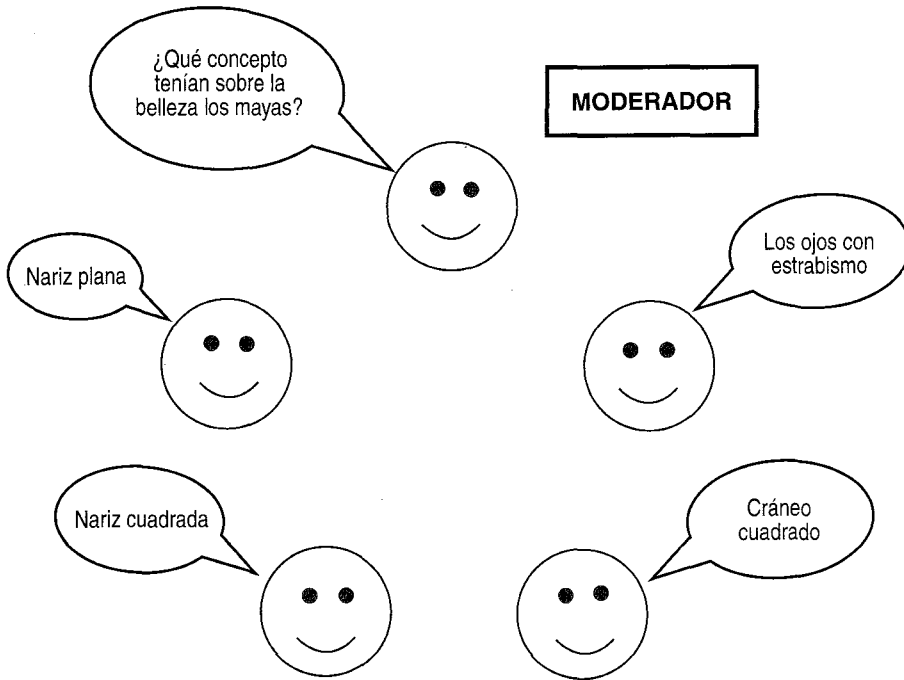 ¿Qué concepto
tenían sobre la
belleza los mayas?
MODERADOR
Los ojos con
estrabismo
Nariz plana
Nariz cuadrada
Cráneo
cuadrado